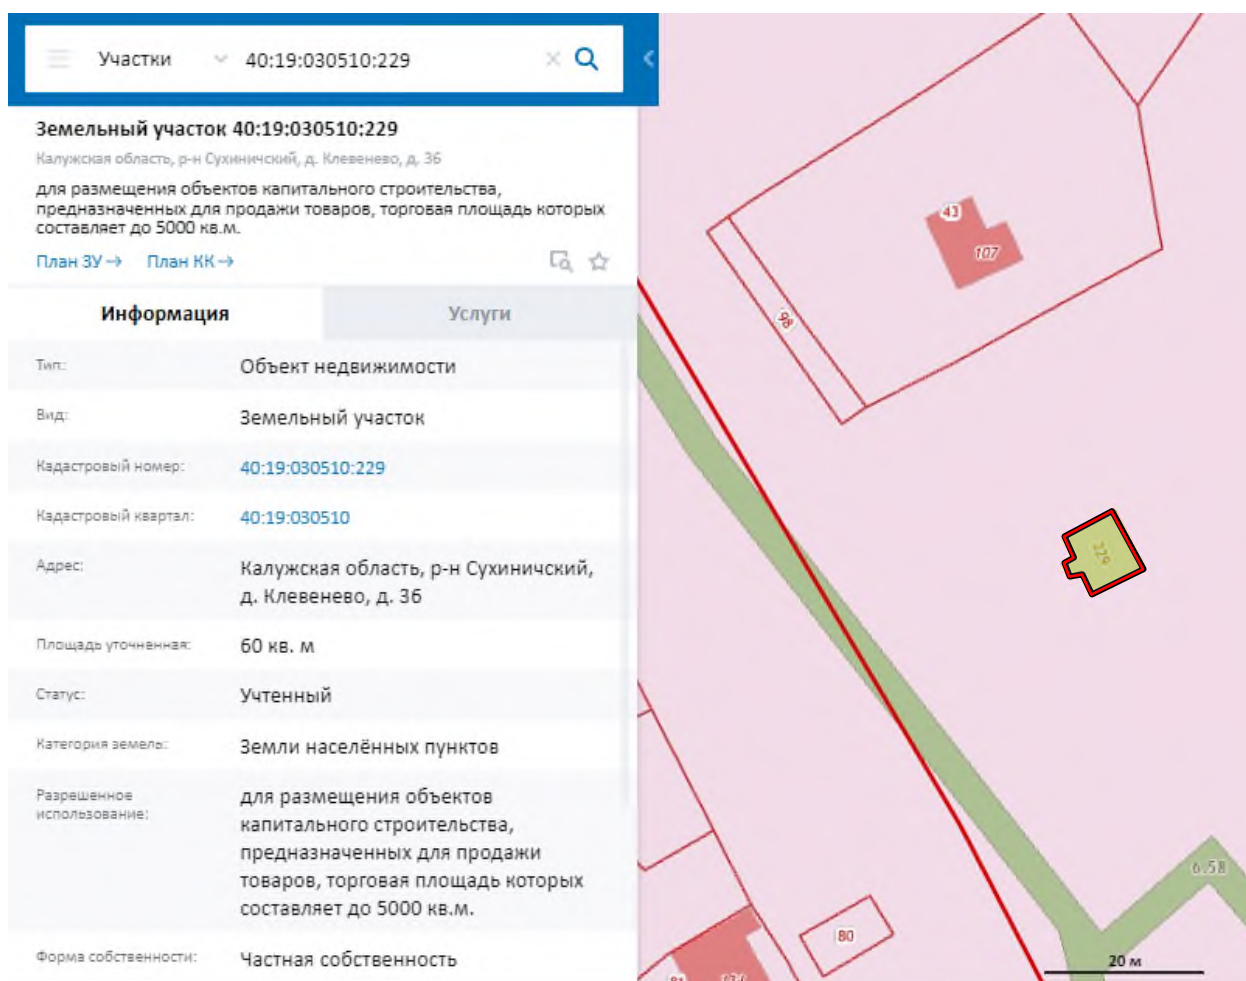 Участки 40:19:030510:229
Земельный участок 40:19:030510:229
Калужская область, р-н Сухиничский, д. Клевенево, д. 36
для размещения объектов капитального строительства,
предназначенных для продажи товаров, торговая площадь которых
составляет до 5000 кв.м.
План ЗУ → План КК →
Информация Услуги
Тип: Объект недвижимости
Вид: Земельный участок
Кадастровый номер: 40:19:030510:229
Кадастровый квартал: 40:19:030510
Адрес: Калужская область, р-н Сухиничский,
д. Клевенево, д. 36
Площадь уточненная: 60 кв. м
Статус: Учтенный
Категория земель: Земли населённых пунктов
Разрешенное
использование:
для размещения объектов
капитального строительства,
предназначенных для продажи
товаров, торговая площадь которых
составляет до 5000 кв.м.
Форма собственности: Частная собственность
43
107
98
229
6.58
80
20 м